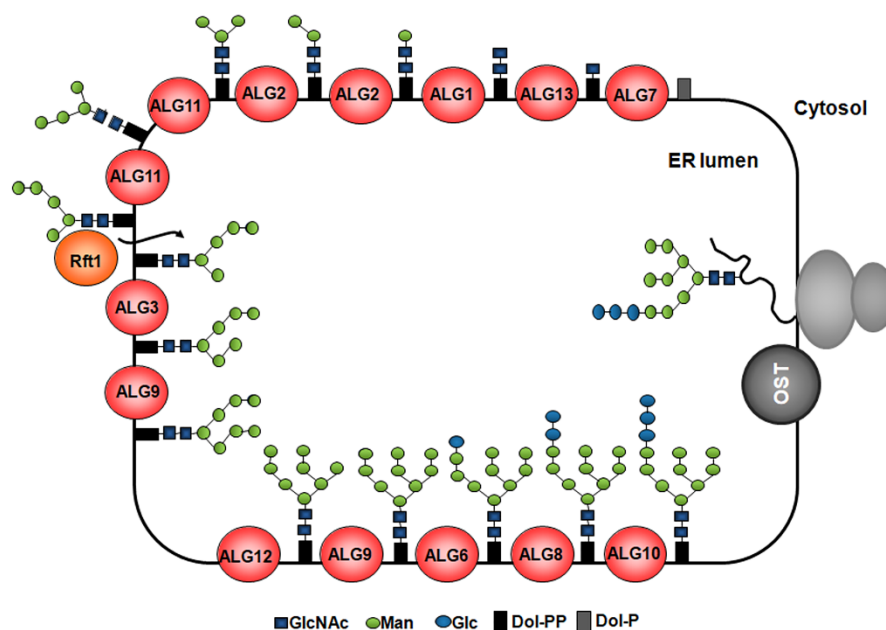 ALG11 ALG2 ALG2 ALG1 ALG13 ALG7
Cytosol
ER lumen
ALG11
Rft1
ALG3
ALG9
OST
ALG12 ALG9 ALG6 ALG8 ALG10
GlcNAc Man Glc Dol-PP Dol-P